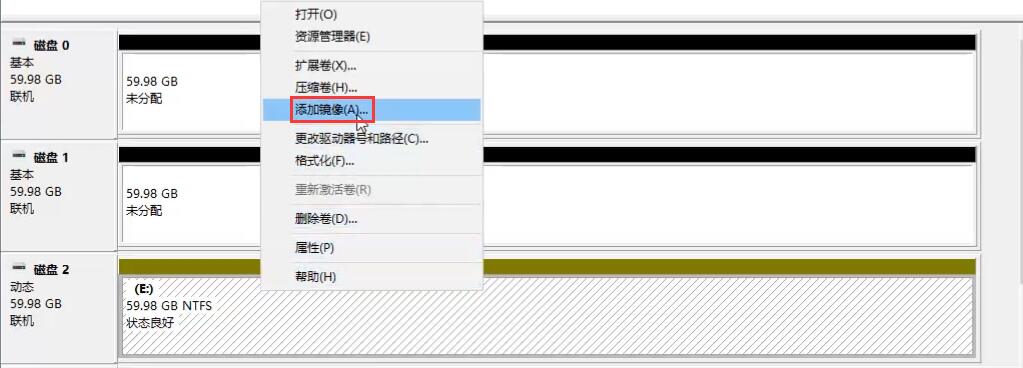 打开(O)
资源管理器(E)
扩展卷(X)...
压缩卷(H)...
添加镜像(A)...
更改驱动器号和路径(C)...
格式化(F)...
重新激活卷(R)
删除卷(D)...
属性(P)
帮助(H)
磁盘 0
基本
59.98 GB
联机
59.98 GB
未分配
磁盘 1
基本
59.98 GB
联机
59.98 GB
未分配
磁盘 2
动态
59.98 GB
联机
(E:)
59.98 GB NTFS
状态良好